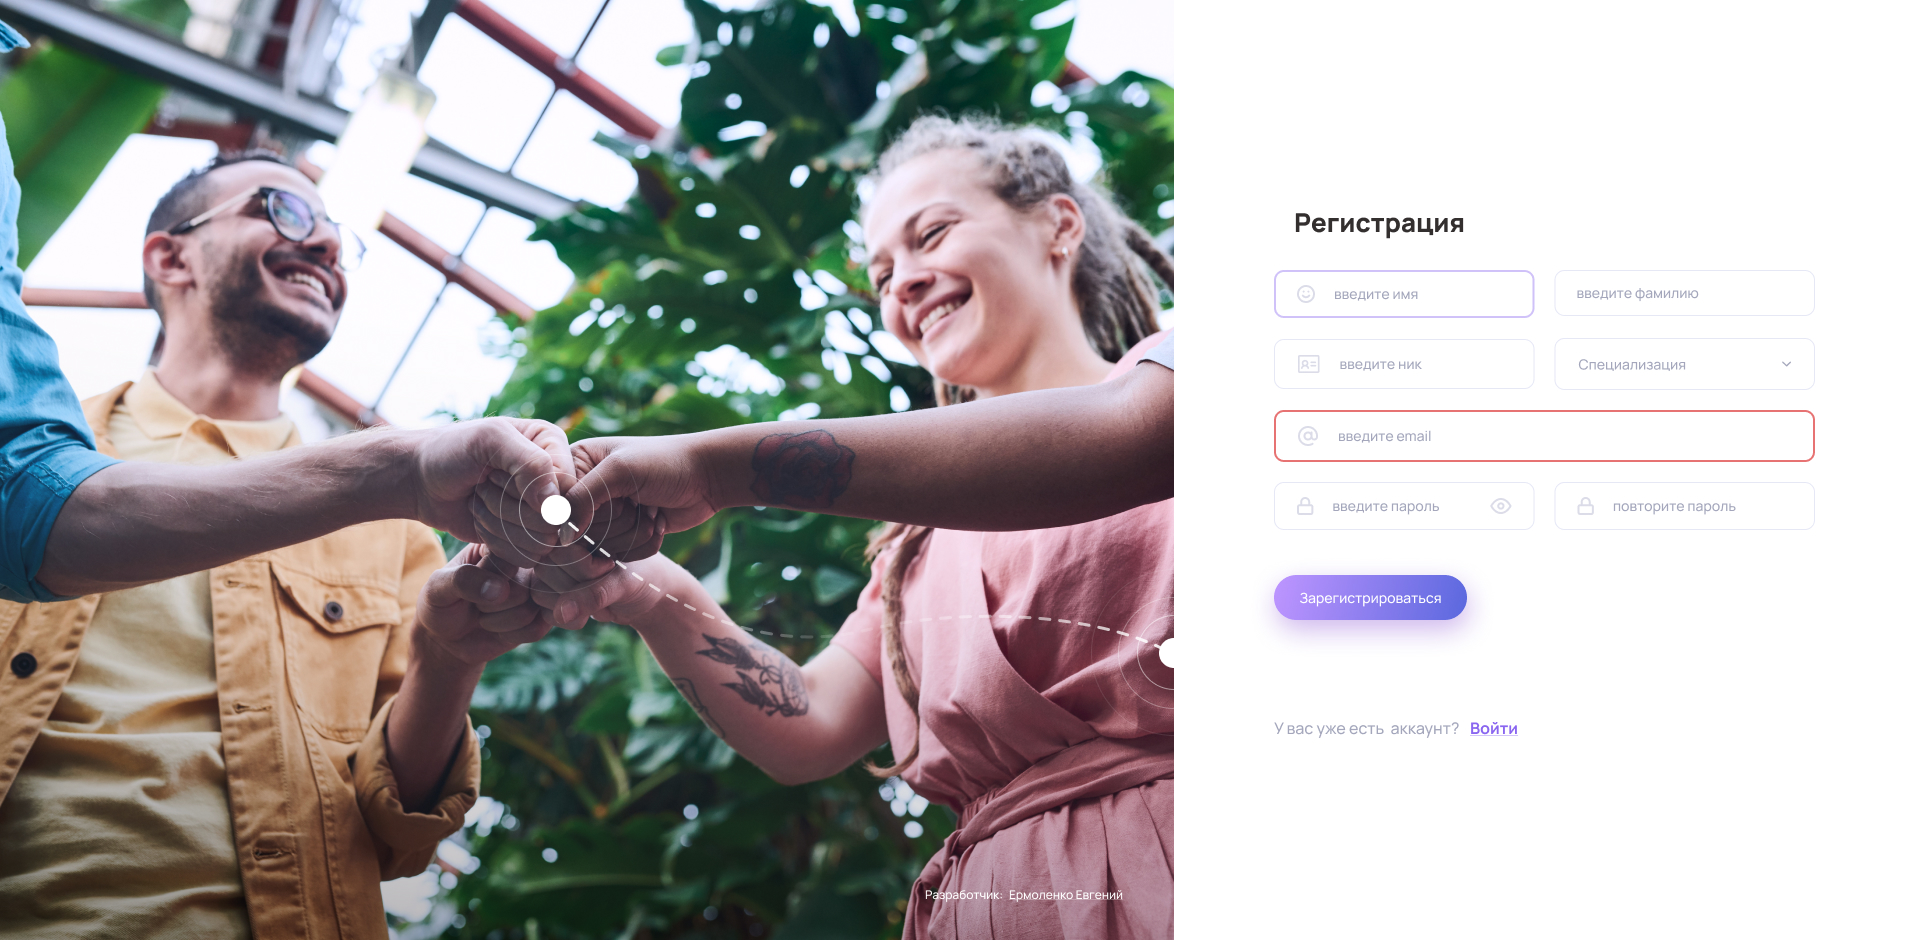 Регистрация
введите имя
введите фамилию
введите ник
Специализация
введите email
введите пароль
повторите пароль
Зарегистрироваться
У вас уже есть аккаунт? Войти
Разработчик: Ермоленко Евгений